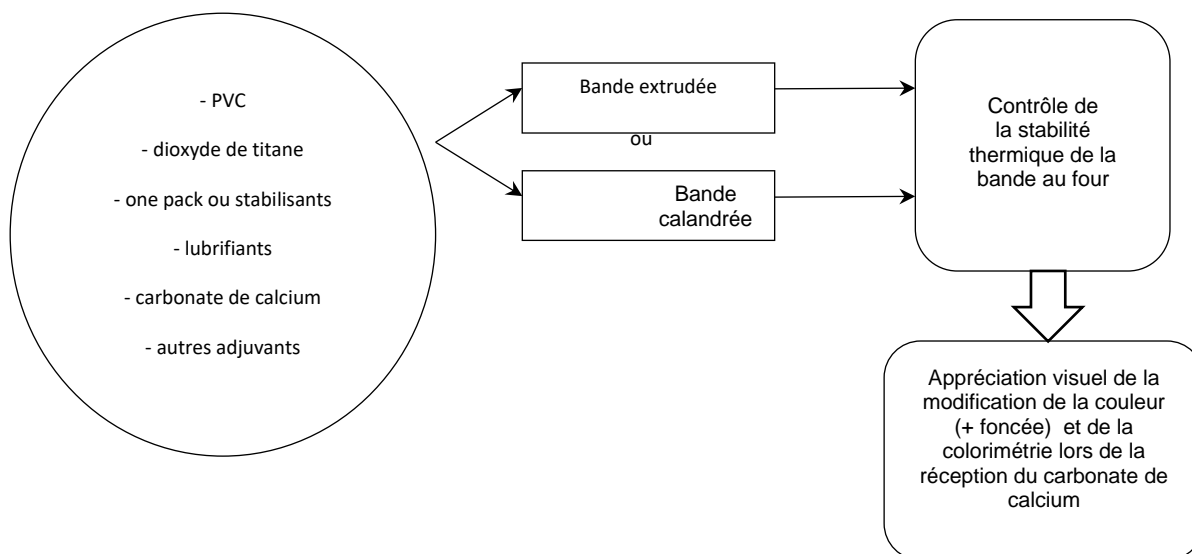 - PVC
- dioxyde de titane
- one pack ou stabilisants
- lubrifiants
- carbonate de calcium
- autres adjuvants
Bande extrudée
ou
Bande
calandrée
Contrôle de
la stabilité
thermique de la
bande au four
Appréciation visuel de la
modification de la couleur
(+ foncée) et de la
colorimétrie lors de la
réception du carbonate de
calcium